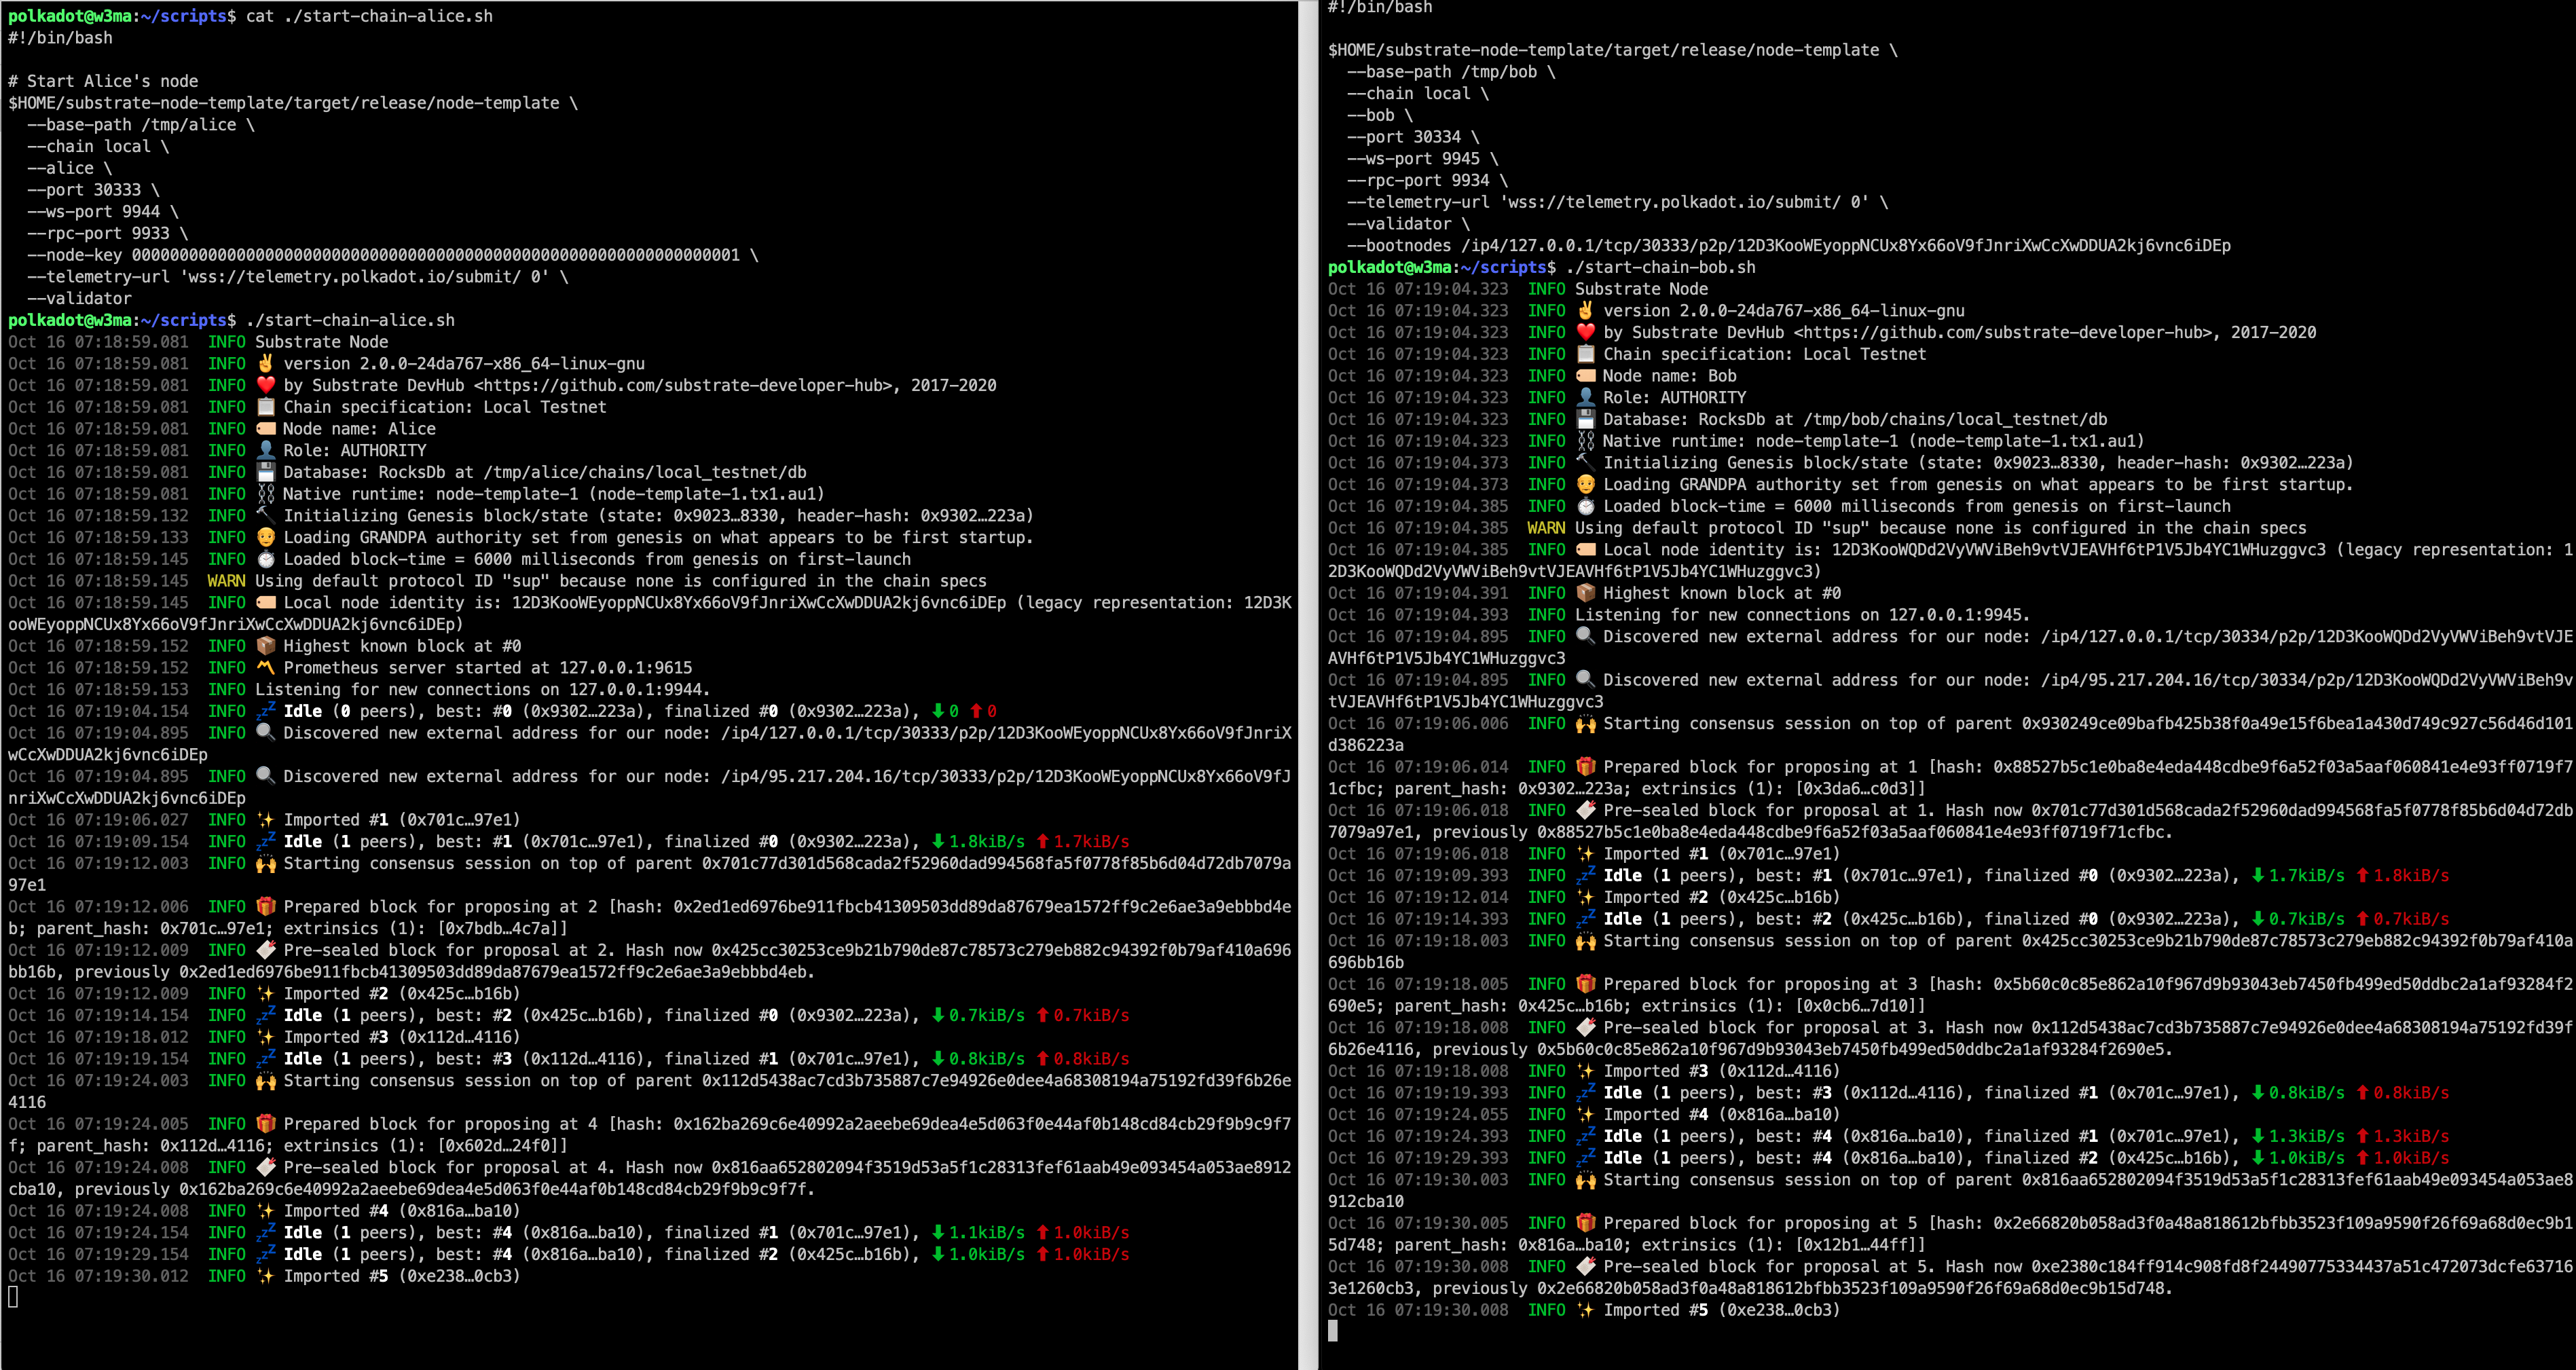 polkadot@w3ma:~/scripts$ cat ./start-chain-alice.sh
#!/bin/bash
# Start Alice's node
$HOME/substrate-node-template/target/release/node-template \
--base-path /tmp/alice \
--chain local \
--alice \
--port 30333 \
--ws-port 9944 \
--rpc-port 9933 \
--node-key 0000000000000000000000000000000000000000000000000000000000000001 \
--telemetry-url 'wss://telemetry.polkadot.io/submit/ 0' \
--validator
polkadot@w3ma:~/scripts$ ./start-chain-alice.sh
Oct 16 07:18:59.081 INFO Substrate Node
Oct 16 07:18:59.081 INFO ✌️ version 2.0.0-24da767-x86_64-linux-gnu
Oct 16 07:18:59.081 INFO ❤️ by Substrate DevHub <https://github.com/substrate-developer-hub>, 2017-2020
Oct 16 07:18:59.081 INFO 📋 Chain specification: Local Testnet
Oct 16 07:18:59.081 INFO 🏷 Node name: Alice
Oct 16 07:18:59.081 INFO 👤 Role: AUTHORITY
Oct 16 07:18:59.081 INFO 💾 Database: RocksDb at /tmp/alice/chains/local_testnet/db
Oct 16 07:18:59.081 INFO ⛓ Native runtime: node-template-1 (node-template-1.tx1.au1)
Oct 16 07:18:59.132 INFO 🔨 Initializing Genesis block/state (state: 0x9023…8330, header-hash: 0x9302…223a)
Oct 16 07:18:59.133 INFO 👴 Loading GRANDPA authority set from genesis on what appears to be first startup.
Oct 16 07:18:59.145 INFO ⏱ Loaded block-time = 6000 milliseconds from genesis on first-launch
Oct 16 07:18:59.145 WARN Using default protocol ID "sup" because none is configured in the chain specs
Oct 16 07:18:59.145 INFO 🏷 Local node identity is: 12D3KooWEyoppNCUx8Yx66oV9fJnriXwCcXwDDUA2kj6vnc6iDEp (legacy representation: 12D3K
ooWEyoppNCUx8Yx66oV9fJnriXwCcXwDDUA2kj6vnc6iDEp)
Oct 16 07:18:59.152 INFO 📦 Highest known block at #0
Oct 16 07:18:59.152 INFO 〽️ Prometheus server started at 127.0.0.1:9615
Oct 16 07:18:59.153 INFO Listening for new connections on 127.0.0.1:9944.
Oct 16 07:19:04.154 INFO 💤 Idle (0 peers), best: #0 (0x9302…223a), finalized #0 (0x9302…223a), ⬇ 0 ⬆ 0
Oct 16 07:19:04.895 INFO 🔍 Discovered new external address for our node: /ip4/127.0.0.1/tcp/30333/p2p/12D3KooWEyoppNCUx8Yx66oV9fJnriX
wCcXwDDUA2kj6vnc6iDEp
Oct 16 07:19:04.895 INFO 🔍 Discovered new external address for our node: /ip4/95.217.204.16/tcp/30333/p2p/12D3KooWEyoppNCUx8Yx66oV9fJ
nriXwCcXwDDUA2kj6vnc6iDEp
Oct 16 07:19:06.027 INFO ✨ Imported #1 (0x701c…97e1)
Oct 16 07:19:09.154 INFO 💤 Idle (1 peers), best: #1 (0x701c…97e1), finalized #0 (0x9302…223a), ⬇ 1.8kiB/s ⬆ 1.7kiB/s
Oct 16 07:19:12.003 INFO 🙌 Starting consensus session on top of parent 0x701c77d301d568cada2f52960dad994568fa5f0778f85b6d04d72db7079a
97e1
Oct 16 07:19:12.006 INFO 🎁 Prepared block for proposing at 2 [hash: 0x2ed1ed6976be911fbcb41309503dd89da87679ea1572ff9c2e6ae3a9ebbbd4e
b; parent_hash: 0x701c…97e1; extrinsics (1): [0x7bdb…4c7a]]
Oct 16 07:19:12.009 INFO 🔖 Pre-sealed block for proposal at 2. Hash now 0x425cc30253ce9b21b790de87c78573c279eb882c94392f0b79af410a696
bb16b, previously 0x2ed1ed6976be911fbcb41309503dd89da87679ea1572ff9c2e6ae3a9ebbbd4eb.
Oct 16 07:19:12.009 INFO ✨ Imported #2 (0x425c…b16b)
Oct 16 07:19:14.154 INFO 💤 Idle (1 peers), best: #2 (0x425c…b16b), finalized #0 (0x9302…223a), ⬇ 0.7kiB/s ⬆ 0.7kiB/s
Oct 16 07:19:18.012 INFO ✨ Imported #3 (0x112d…4116)
Oct 16 07:19:19.154 INFO 💤 Idle (1 peers), best: #3 (0x112d…4116), finalized #1 (0x701c…97e1), ⬇ 0.8kiB/s ⬆ 0.8kiB/s
Oct 16 07:19:24.003 INFO 🙌 Starting consensus session on top of parent 0x112d5438ac7cd3b735887c7e94926e0dee4a68308194a75192fd39f6b26e
4116
Oct 16 07:19:24.005 INFO 🎁 Prepared block for proposing at 4 [hash: 0x162ba269c6e40992a2aeebe69dea4e5d063f0e44af0b148cd84cb29f9b9c9f7
f; parent_hash: 0x112d…4116; extrinsics (1): [0x602d…24f0]]
Oct 16 07:19:24.008 INFO 🔖 Pre-sealed block for proposal at 4. Hash now 0x816aa652802094f3519d53a5f1c28313fef61aab49e093454a053ae8912
cba10, previously 0x162ba269c6e40992a2aeebe69dea4e5d063f0e44af0b148cd84cb29f9b9c9f7f.
Oct 16 07:19:24.008 INFO ✨ Imported #4 (0x816a…ba10)
Oct 16 07:19:24.154 INFO 💤 Idle (1 peers), best: #4 (0x816a…ba10), finalized #1 (0x701c…97e1), ⬇ 1.1kiB/s ⬆ 1.0kiB/s
Oct 16 07:19:29.154 INFO 💤 Idle (1 peers), best: #4 (0x816a…ba10), finalized #2 (0x425c…b16b), ⬇ 1.0kiB/s ⬆ 1.0kiB/s
Oct 16 07:19:30.012 INFO ✨ Imported #5 (0xe238…0cb3)
#!/bin/bash
$HOME/substrate-node-template/target/release/node-template \
--base-path /tmp/bob \
--chain local \
--bob \
--port 30334 \
--ws-port 9945 \
--rpc-port 9934 \
--telemetry-url 'wss://telemetry.polkadot.io/submit/ 0' \
--validator \
--bootnodes /ip4/127.0.0.1/tcp/30333/p2p/12D3KooWEyoppNCUx8Yx66oV9fJnriXwCcXwDDUA2kj6vnc6iDEp
polkadot@w3ma:~/scripts$ ./start-chain-bob.sh
Oct 16 07:19:04.323 INFO Substrate Node
Oct 16 07:19:04.323 INFO ✌️ version 2.0.0-24da767-x86_64-linux-gnu
Oct 16 07:19:04.323 INFO ❤️ by Substrate DevHub <https://github.com/substrate-developer-hub>, 2017-2020
Oct 16 07:19:04.323 INFO 📋 Chain specification: Local Testnet
Oct 16 07:19:04.323 INFO 🏷 Node name: Bob
Oct 16 07:19:04.323 INFO 👤 Role: AUTHORITY
Oct 16 07:19:04.323 INFO 💾 Database: RocksDb at /tmp/bob/chains/local_testnet/db
Oct 16 07:19:04.323 INFO ⛓ Native runtime: node-template-1 (node-template-1.tx1.au1)
Oct 16 07:19:04.373 INFO 🔨 Initializing Genesis block/state (state: 0x9023…8330, header-hash: 0x9302…223a)
Oct 16 07:19:04.373 INFO 👴 Loading GRANDPA authority set from genesis on what appears to be first startup.
Oct 16 07:19:04.385 INFO ⏱ Loaded block-time = 6000 milliseconds from genesis on first-launch
Oct 16 07:19:04.385 WARN Using default protocol ID "sup" because none is configured in the chain specs
Oct 16 07:19:04.385 INFO 🏷 Local node identity is: 12D3KooWQDd2VyVWViBeh9vtVJEAVHf6tP1V5Jb4YC1WHuzggvc3 (legacy representation: 1
2D3KooWQDd2VyVWViBeh9vtVJEAVHf6tP1V5Jb4YC1WHuzggvc3)
Oct 16 07:19:04.391 INFO 📦 Highest known block at #0
Oct 16 07:19:04.393 INFO Listening for new connections on 127.0.0.1:9945.
Oct 16 07:19:04.895 INFO 🔍 Discovered new external address for our node: /ip4/127.0.0.1/tcp/30334/p2p/12D3KooWQDd2VyVWViBeh9vtVJE
AVHf6tP1V5Jb4YC1WHuzggvc3
Oct 16 07:19:04.895 INFO 🔍 Discovered new external address for our node: /ip4/95.217.204.16/tcp/30334/p2p/12D3KooWQDd2VyVWViBeh9v
tVJEAVHf6tP1V5Jb4YC1WHuzggvc3
Oct 16 07:19:06.006 INFO 🙌 Starting consensus session on top of parent 0x930249ce09bafb425b38f0a49e15f6bea1a430d749c927c56d46d101
d386223a
Oct 16 07:19:06.014 INFO 🎁 Prepared block for proposing at 1 [hash: 0x88527b5c1e0ba8e4eda448cdbe9f6a52f03a5aaf060841e4e93ff0719f7
1cfbc; parent_hash: 0x9302…223a; extrinsics (1): [0x3da6…c0d3]]
Oct 16 07:19:06.018 INFO 🔖 Pre-sealed block for proposal at 1. Hash now 0x701c77d301d568cada2f52960dad994568fa5f0778f85b6d04d72db
7079a97e1, previously 0x88527b5c1e0ba8e4eda448cdbe9f6a52f03a5aaf060841e4e93ff0719f71cfbc.
Oct 16 07:19:06.018 INFO ✨ Imported #1 (0x701c…97e1)
Oct 16 07:19:09.393 INFO 💤 Idle (1 peers), best: #1 (0x701c…97e1), finalized #0 (0x9302…223a), ⬇ 1.7kiB/s ⬆ 1.8kiB/s
Oct 16 07:19:12.014 INFO ✨ Imported #2 (0x425c…b16b)
Oct 16 07:19:14.393 INFO 💤 Idle (1 peers), best: #2 (0x425c…b16b), finalized #0 (0x9302…223a), ⬇ 0.7kiB/s ⬆ 0.7kiB/s
Oct 16 07:19:18.003 INFO 🙌 Starting consensus session on top of parent 0x425cc30253ce9b21b790de87c78573c279eb882c94392f0b79af410a
696bb16b
Oct 16 07:19:18.005 INFO 🎁 Prepared block for proposing at 3 [hash: 0x5b60c0c85e862a10f967d9b93043eb7450fb499ed50ddbc2a1af93284f2
690e5; parent_hash: 0x425c…b16b; extrinsics (1): [0x0cb6…7d10]]
Oct 16 07:19:18.008 INFO 🔖 Pre-sealed block for proposal at 3. Hash now 0x112d5438ac7cd3b735887c7e94926e0dee4a68308194a75192fd39f
6b26e4116, previously 0x5b60c0c85e862a10f967d9b93043eb7450fb499ed50ddbc2a1af93284f2690e5.
Oct 16 07:19:18.008 INFO ✨ Imported #3 (0x112d…4116)
Oct 16 07:19:19.393 INFO 💤 Idle (1 peers), best: #3 (0x112d…4116), finalized #1 (0x701c…97e1), ⬇ 0.8kiB/s ⬆ 0.8kiB/s
Oct 16 07:19:24.055 INFO ✨ Imported #4 (0x816a…ba10)
Oct 16 07:19:24.393 INFO 💤 Idle (1 peers), best: #4 (0x816a…ba10), finalized #1 (0x701c…97e1), ⬇ 1.3kiB/s ⬆ 1.3kiB/s
Oct 16 07:19:29.393 INFO 💤 Idle (1 peers), best: #4 (0x816a…ba10), finalized #2 (0x425c…b16b), ⬇ 1.0kiB/s ⬆ 1.0kiB/s
Oct 16 07:19:30.003 INFO 🙌 Starting consensus session on top of parent 0x816aa652802094f3519d53a5f1c28313fef61aab49e093454a053ae8
912cba10
Oct 16 07:19:30.005 INFO 🎁 Prepared block for proposing at 5 [hash: 0x2e66820b058ad3f0a48a818612bfbb3523f109a9590f26f69a68d0ec9b1
5d748; parent_hash: 0x816a…ba10; extrinsics (1): [0x12b1…44ff]]
Oct 16 07:19:30.008 INFO 🔖 Pre-sealed block for proposal at 5. Hash now 0xe2380c184ff914c908fd8f24490775334437a51c472073dcfe63716
3e1260cb3, previously 0x2e66820b058ad3f0a48a818612bfbb3523f109a9590f26f69a68d0ec9b15d748.
Oct 16 07:19:30.008 INFO ✨ Imported #5 (0xe238…0cb3)